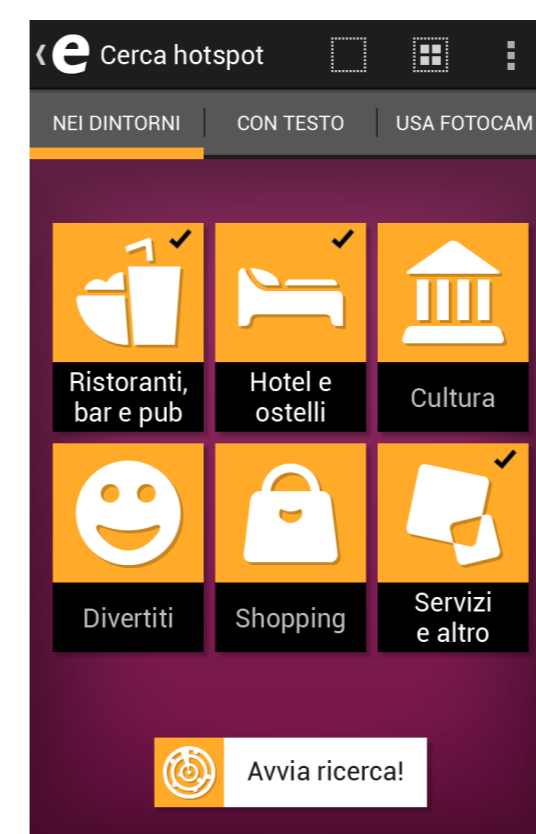 e Cerca hotspot
NEI DINTORNI
CON TESTO
USA FOTOCAM
Ristoranti,
bar e pub
Hotel e
ostelli
Cultura
Divertiti
Shopping
Servizi
e altro
Avvia ricerca!